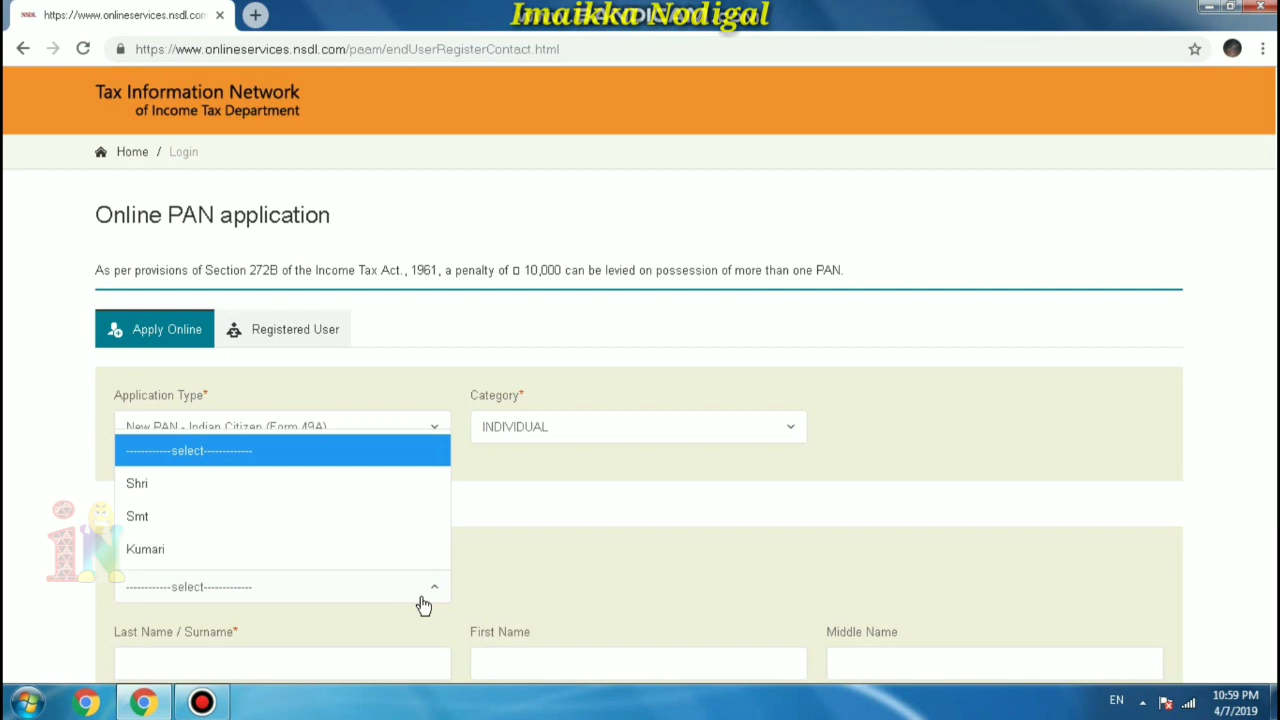 https://www.onlineservices.nsdl.com
Imaikka Nodigal
https://www.onlineservices.nsdl.com/paam/endUserRegisterContact.html
Tax Information Network
of Income Tax Department
Home / Login
Online PAN application
As per provisions of Section 272B of the Income Tax Act., 1961, a penalty of 10,000 can be levied on possession of more than one PAN.
Apply Online Registered User
Application Type* Category*
New PAN - Indian Citizen (Form 49A) INDIVIDUAL
------------select-------------
Shri
Smt
Kumari
------------select-------------
Last Name / Surname* First Name Middle Name
EN 10:59 PM
4/7/2019